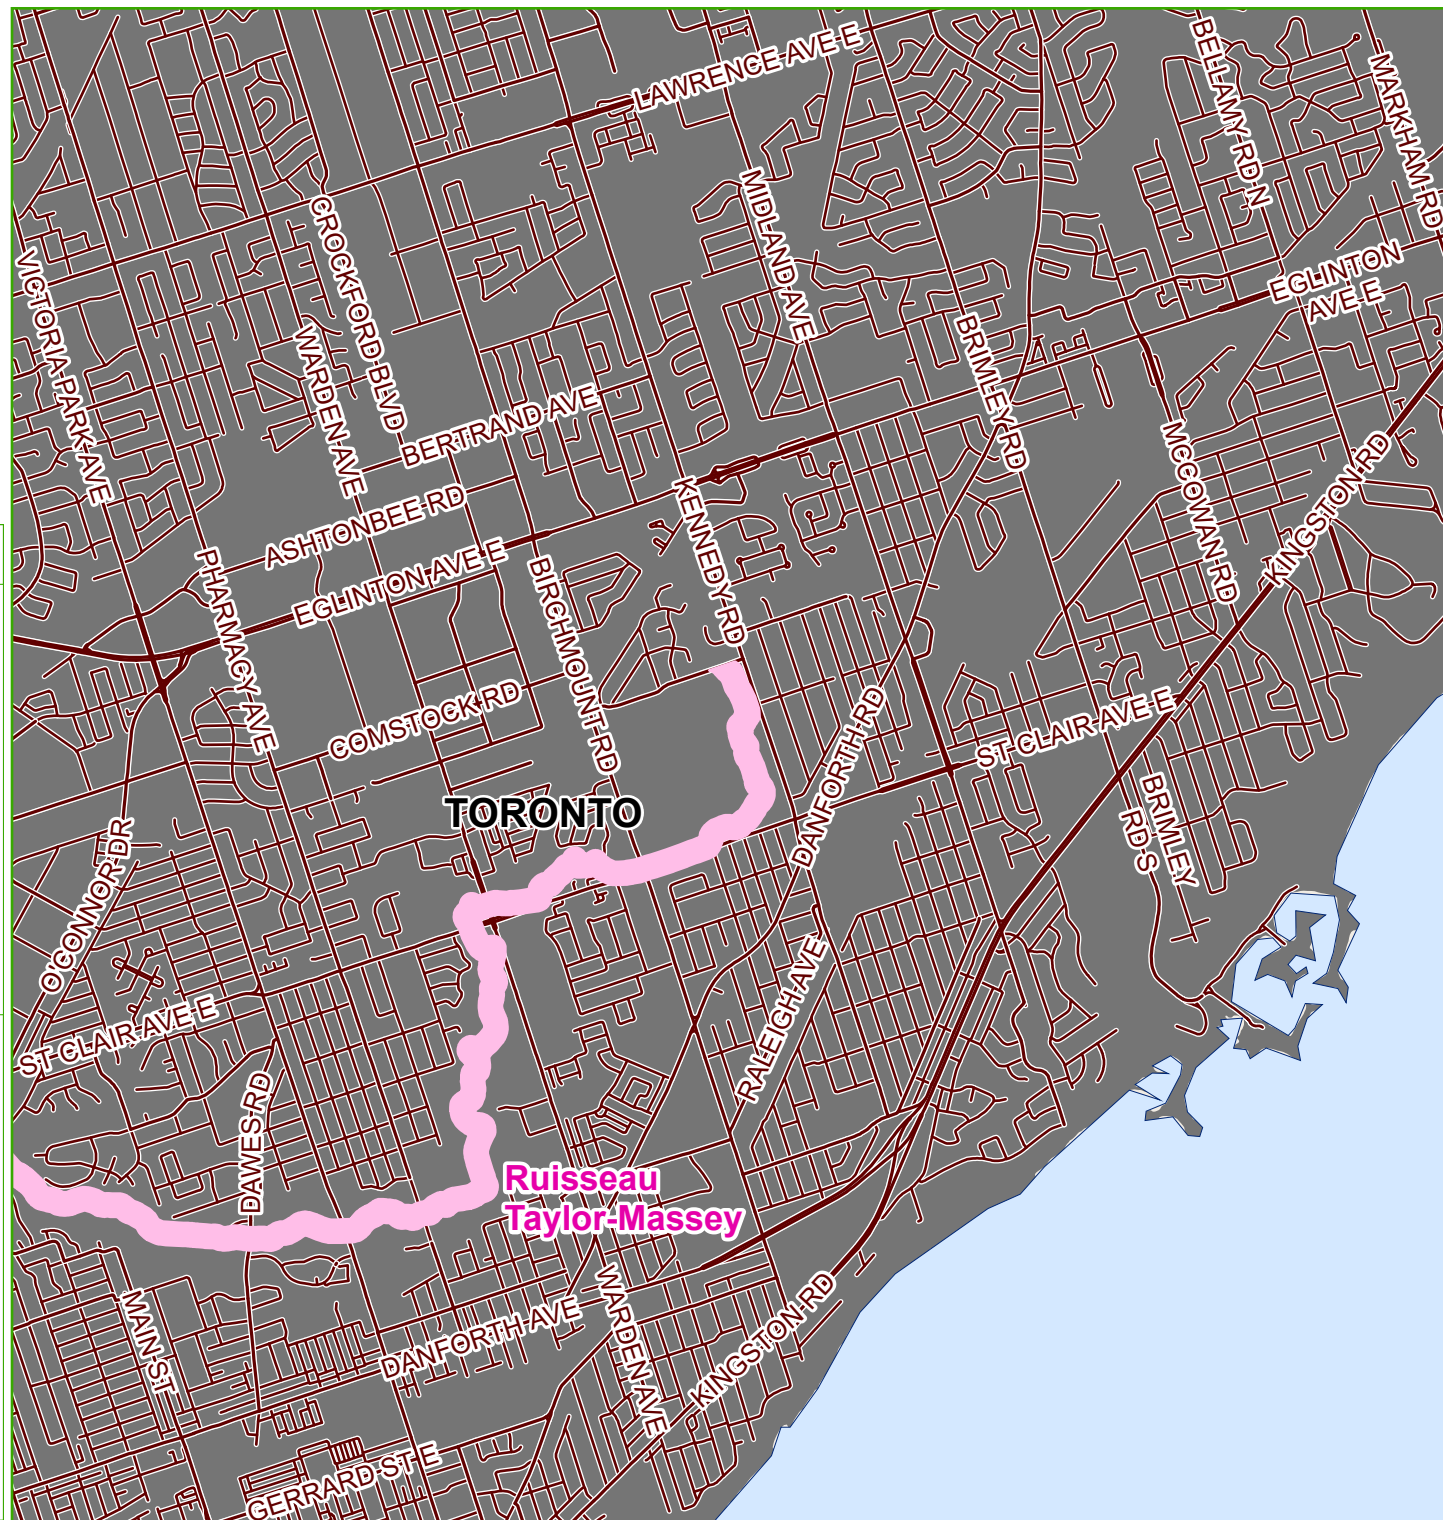 LAWRENCE AVE E
BELLAMY RD N
MARKHAM RD
MIDLAND AVE
CROCKFORD BLVD
VICTORIA PARK AVE
EGLINTON
AVE E
WARDEN AVE
BRIMLEY RD
BERTRAND AVE
MCCOWAN RD
KINGSTON RD
KENNEDY RD
ASHTONBEE RD
EGLINTON AVE E
PHARMACY AVE
BIRCHMOUNT RD
COMSTOCK RD
DANFORTH RD
ST CLAIR AVE E
TORONTO
BRIMLEY
RD S
O'CONNOR DR
RALEIGH AVE
ST CLAIR AVE E
DAWES RD
Ruisseau
Taylor-Massey
MAIN ST
DANFORTH AVE
WARDEN AVE
KINGSTON RD
GERRARD ST E